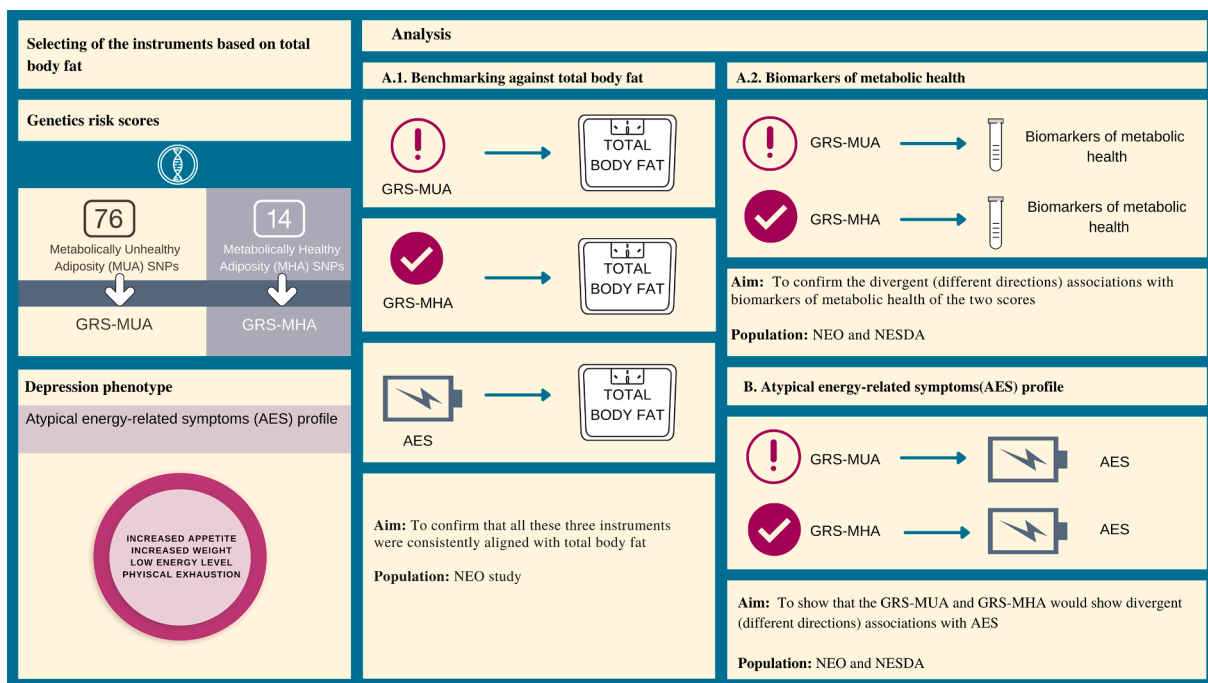 Selecting of the instruments based on total
body fat
Genetics risk scores
76
Metabolically Unhealthy
Adiposity (MUA) SNPs
14
Metabolically Healthy
Adiposity (MHA) SNPs
GRS-MUA
GRS-MHA
Depression phenotype
Atypical energy-related symptoms (AES) profile
INCREASED APPETITE
INCREASED WEIGHT
LOW ENERGY LEVEL
PHYISCAL EXHAUSTION
Analysis
A.1. Benchmarking against total body fat
GRS-MUA
TOTAL
BODY FAT
GRS-MHA
TOTAL
BODY FAT
AES
TOTAL
BODY FAT
Aim: To confirm that all these three instruments
were consistently aligned with total body fat
Population: NEO study
A.2. Biomarkers of metabolic health
GRS-MUA
Biomarkers of metabolic
health
GRS-MHA
Biomarkers of metabolic
health
Aim: To confirm the divergent (different directions) associations with
biomarkers of metabolic health of the two scores
Population: NEO and NESDA
B. Atypical energy-related symptoms(AES) profile
GRS-MUA
AES
GRS-MHA
AES
Aim: To show that the GRS-MUA and GRS-MHA would show divergent
(different directions) associations with AES
Population: NEO and NESDA